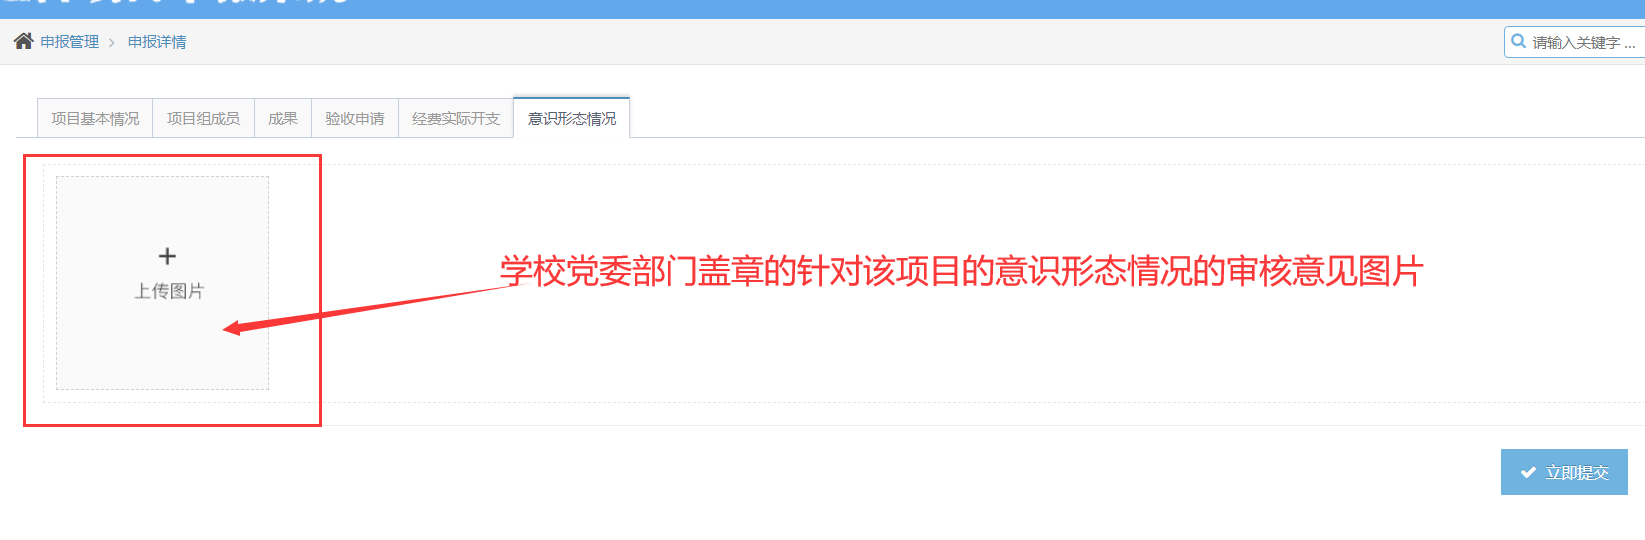 申报管理 > 申报详情
请输入关键字 ...
项目基本情况 项目组成员 成果 验收申请 经费实际开支 意识形态情况
学校党委部门盖章的针对该项目的意识形态情况的审核意见图片
+
上传图片
立即提交